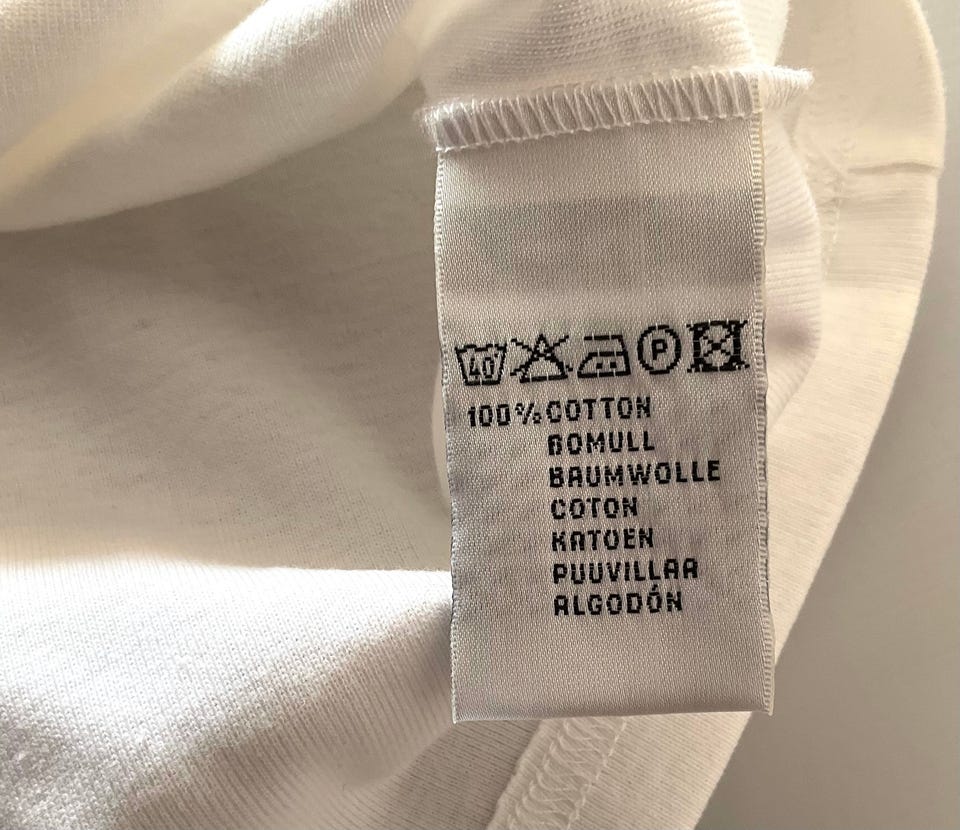 40 P
100% COTTON
BOMULL
BAUMWOLLE
COTON
KATOEN
PUUVILLAA
ALGODÓN